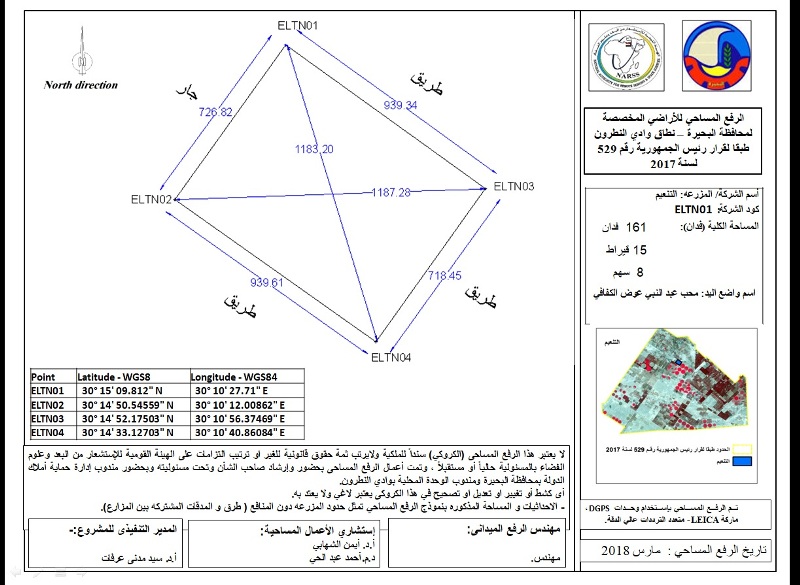 North direction
ELTN01
ELTN02
ELTN03
ELTN04
جار
طريق
طريق
طريق
726.82
939.34
1183.20
1187.28
939.61
718.45
Point Latitude - WGS8 Longitude - WGS84
ELTN01 30° 15' 09.812" N 30° 10' 27.71" E
ELTN02 30° 14' 50.54559" N 30° 10' 12.00862" E
ELTN03 30° 14' 52.17503" N 30° 10' 56.37469" E
ELTN04 30° 14' 33.12703" N 30° 10' 40.86084" E
NARSS
البحيرة
الرفع المساحي للأراضي المخصصة
لمحافظة البحيرة – نطاق وادي النطرون
طبقا لقرار رئيس الجمهورية رقم 529
لسنة 2017
أسم الشركة/ المزرعه: التنعيم
كود الشركة: ELTN01
المساحة الكلية (فدان): 161 فدان
15 قيراط
8 سهم
اسم واضع اليد: محب عبد النبي عوض الكفافي
التنعيم
الحدود طبقا لقرار رئيس الجمهورية رقم 529 لسنة 2017
التنعيم
تم الرفع المساحي بإستخدام وحدات DGPS،
ماركة LEICA- متعدد الترددات عالي الدقة.
تاريخ الرفع المساحي : مارس 2018
لا يعتبر هذا الرفع المساحى (الكروكي) سنداً للملكية ولايرتب ثمة حقوق قانونية للغير او ترتيب التزامات على الهيئة القومية للإستشعار من البعد وعلوم
الفضاء بالمسئولية حالياً أو مستقبلاً ، وتمت أعمال الرفع المساحى بحضور وإرشاد صاحب الشأن وتحت مسئوليته وبحضور مندوب إدارة حماية أملاك
الدولة بمحافظة البحيرة ومندوب الوحدة المحلية بوادي النطرون.
أى كشط أو تغيير او تعديل او تصحيح في هذا الكروكى يعتبر لاغى ولا يعتد به.
- الاحداثيات و المساحة المذكوره بنموذج الرفع المساحي تمثل حدود المزرعه دون المنافع ( طرق و المدقات المشتركه بين المزارع).
مهندس الرفع الميدانى:
مهندس.
إستشاري الأعمال المساحية:
أ.د. أيمن الشهابي
د.م.أحمد عبد الحي
المدير التنفيذى للمشروع:-
أ.د. سيد مدنى عرفات